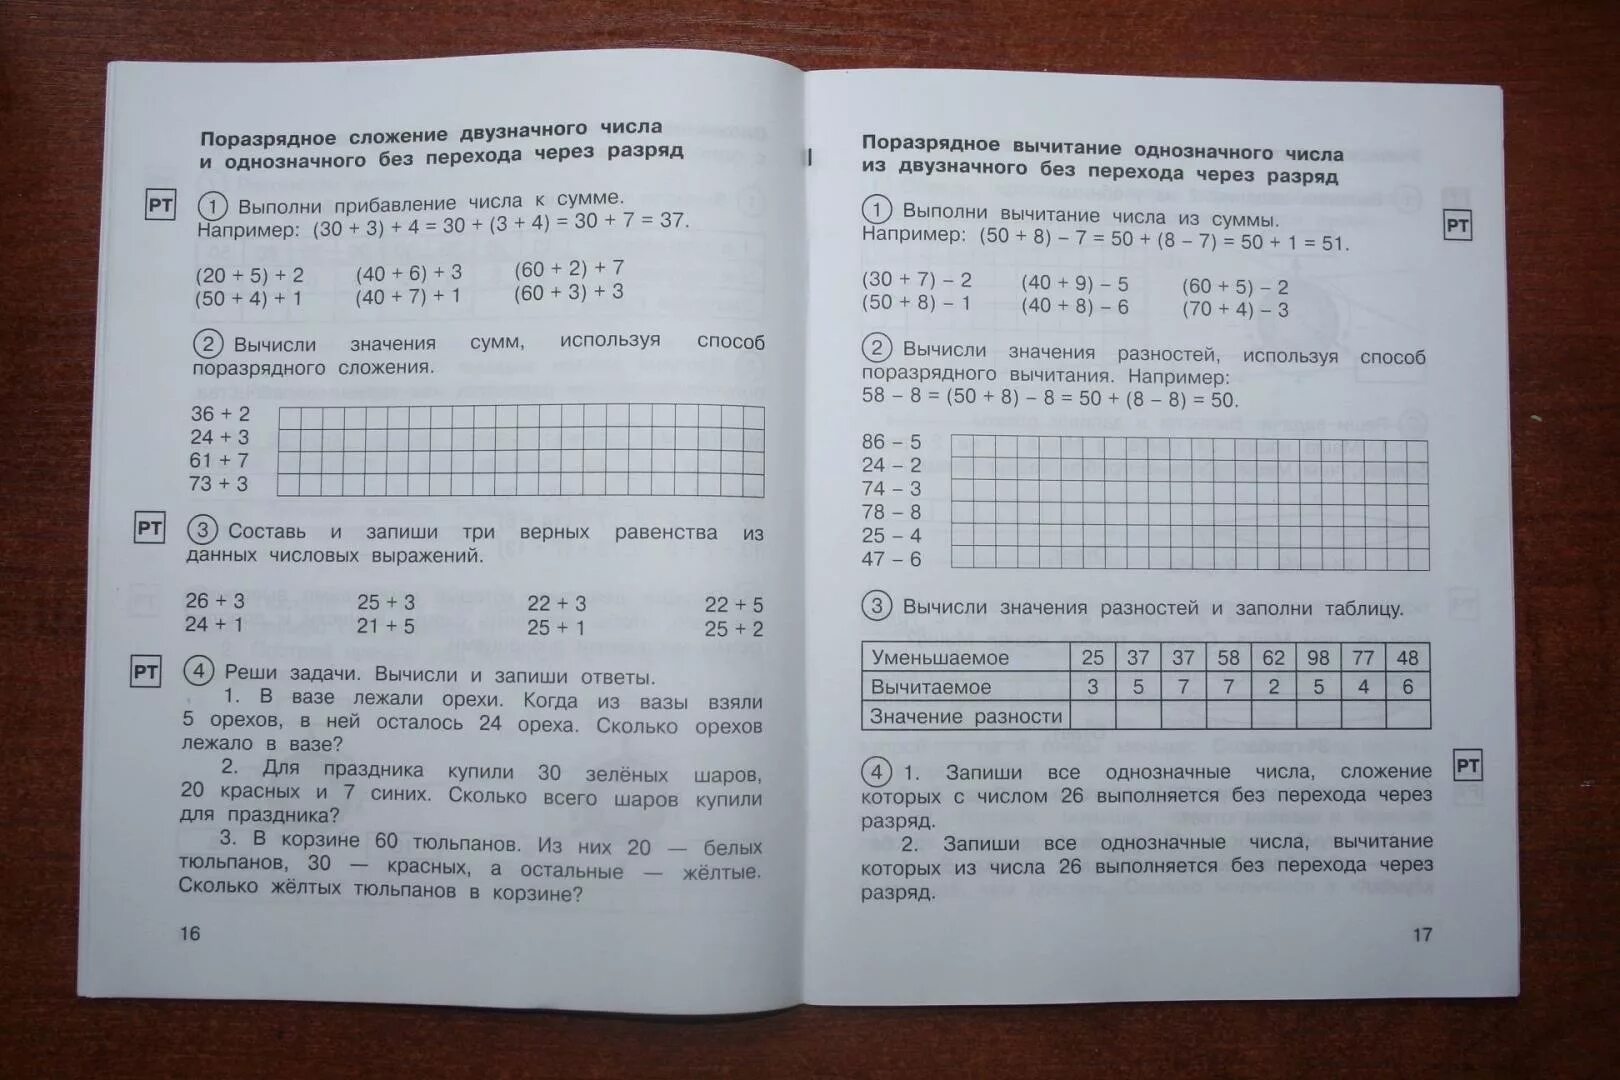 Поразрядное сложение двузначного числа
и однозначного без перехода через разряд
РТ
1 Выполни прибавление числа к сумме.
Например: (30 + 3) + 4 = 30 + (3 + 4) = 30 + 7 = 37.
(20 + 5) + 2 (40 + 6) + 3 (60 + 2) + 7
(50 + 4) + 1 (40 + 7) + 1 (60 + 3) + 3
2 Вычисли значения сумм, используя способ
поразрядного сложения.
36 + 2
24 + 3
61 + 7
73 + 3
РТ
3 Составь и запиши три верных равенства из
данных числовых выражений.
26 + 3 25 + 3 22 + 3 22 + 5
24 + 1 21 + 5 25 + 1 25 + 2
РТ
4 Реши задачи. Вычисли и запиши ответы.
1. В вазе лежали орехи. Когда из вазы взяли
5 орехов, в ней осталось 24 ореха. Сколько орехов
лежало в вазе?
2. Для праздника купили 30 зелёных шаров,
20 красных и 7 синих. Сколько всего шаров купили
для праздника?
3. В корзине 60 тюльпанов. Из них 20 — белых
тюльпанов, 30 — красных, а остальные — жёлтые.
Сколько жёлтых тюльпанов в корзине?
16
Поразрядное вычитание однозначного числа
из двузначного без перехода через разряд
1 Выполни вычитание числа из суммы.
РТ
Например: (50 + 8) – 7 = 50 + (8 – 7) = 50 + 1 = 51.
(30 + 7) – 2 (40 + 9) – 5 (60 + 5) – 2
(50 + 8) – 1 (40 + 8) – 6 (70 + 4) – 3
2 Вычисли значения разностей, используя способ
поразрядного вычитания. Например:
58 – 8 = (50 + 8) – 8 = 50 + (8 – 8) = 50.
86 – 5
24 – 2
74 – 3
78 – 8
25 – 4
47 – 6
3 Вычисли значения разностей и заполни таблицу.
Уменьшаемое 25 37 37 58 62 98 77 48
Вычитаемое 3 5 7 7 2 5 4 6
Значение разности
РТ
4 1. Запиши все однозначные числа, сложение
которых с числом 26 выполняется без перехода через
разряд.
2. Запиши все однозначные числа, вычитание
которых из числа 26 выполняется без перехода через
разряд.
17